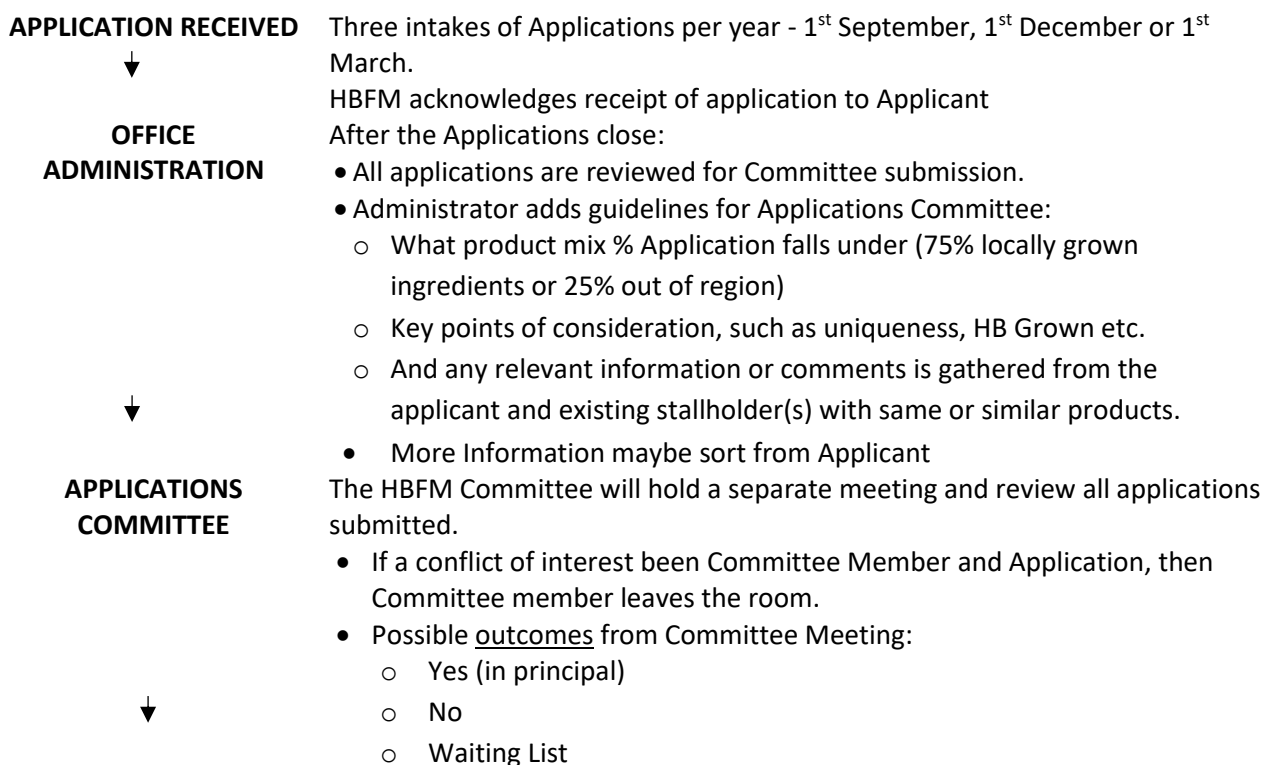 APPLICATION RECEIVED Three intakes of Applications per year - 1st September, 1st December or 1st
March.
HBFM acknowledges receipt of application to Applicant
OFFICE After the Applications close:
ADMINISTRATION • All applications are reviewed for Committee submission.
• Administrator adds guidelines for Applications Committee:
o What product mix % Application falls under (75% locally grown
ingredients or 25% out of region)
o Key points of consideration, such as uniqueness, HB Grown etc.
o And any relevant information or comments is gathered from the
applicant and existing stallholder(s) with same or similar products.
• More Information maybe sort from Applicant
APPLICATIONS The HBFM Committee will hold a separate meeting and review all applications
COMMITTEE submitted.
• If a conflict of interest been Committee Member and Application, then
Committee member leaves the room.
• Possible outcomes from Committee Meeting:
o Yes (in principal)
o No
o Waiting List